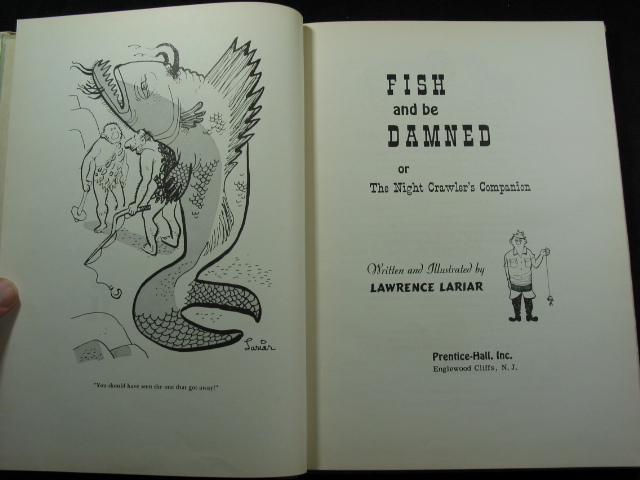 Lariar
"You should have seen the one that got away!"
FISH
and be
DAMNED
or
The Night Crawler's Companion
Written and Illustrated by
LAWRENCE LARIAR
Prentice-Hall, Inc.
Englewood Cliffs, N. J.